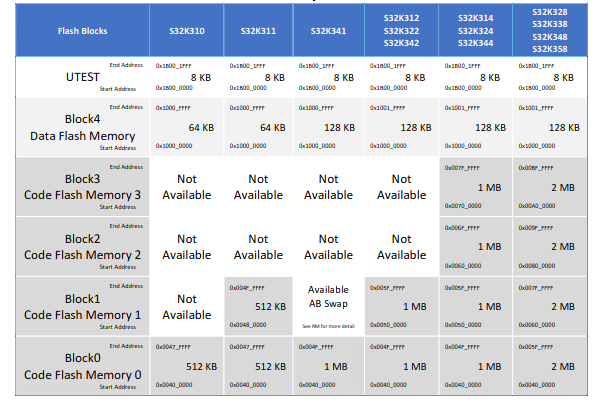 Flash Blocks S32K310 S32K311 S32K341 S32K312 S32K322 S32K342 S32K314 S32K324 S32K344 S32K328 S32K338 S32K348 S32K358
End Address 0x1B00_1FFF 0x1B00_1FFF 0x1B00_1FFF 0x1B00_1FFF 0x1B00_1FFF 0x1B00_1FFF
UTEST 8 KB 8 KB 8 KB 8 KB 8 KB 8 KB
Start Address 0x1B00_0000 0x1B00_0000 0x1B00_0000 0x1B00_0000 0x1B00_0000 0x1B00_0000
End Address 0x1000_FFFF 0x1000_FFFF 0x1000_FFFF 0x1001_FFFF 0x1001_FFFF 0x1001_FFFF
Block4
Data Flash Memory 64 KB 64 KB 128 KB 128 KB 128 KB 128 KB
Start Address 0x1000_0000 0x1000_0000 0x1000_0000 0x1000_0000 0x1000_0000 0x1000_0000
End Address 0x007F_FFFF 0x00BF_FFFF
Block3 Not Not Not Not
Code Flash Memory 3 Available Available Available Available 1 MB 2 MB
Start Address 0x0070_0000 0x00A0_0000
End Address 0x006F_FFFF 0x009F_FFFF
Block2 Not Not Not Not
Code Flash Memory 2 Available Available Available Available 1 MB 2 MB
Start Address 0x0060_0000 0x0080_0000
End Address 0x004F_FFFF 0x005F_FFFF 0x005F_FFFF 0x007F_FFFF
Block1 Not Available
Code Flash Memory 1 Available 512 KB AB Swap 1 MB 1 MB 2 MB
Start Address 0x0048_0000 See RM for more detail 0x0050_0000 0x0050_0000 0x0060_0000
End Address 0x0047_FFFF 0x0047_FFFF 0x004F_FFFF 0x004F_FFFF 0x004F_FFFF 0x005F_FFFF
Block0
Code Flash Memory 0 512 KB 512 KB 1 MB 1 MB 1 MB 2 MB
Start Address 0x0040_0000 0x0040_0000 0x0040_0000 0x0040_0000 0x0040_0000 0x0040_0000